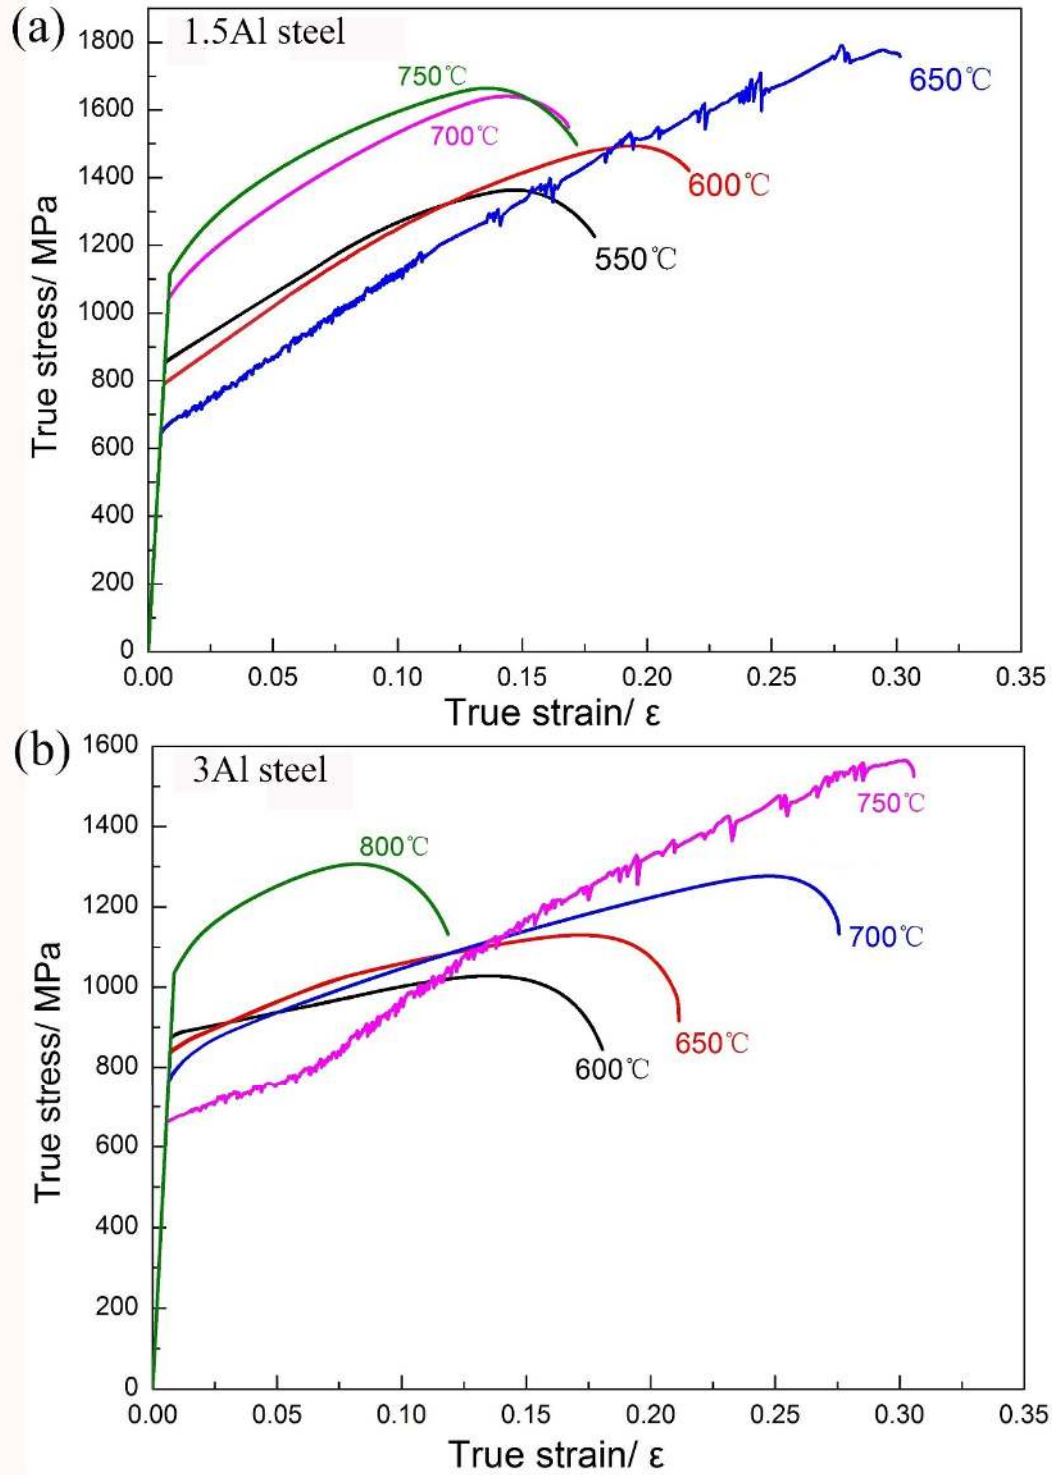 (a)
1.5Al steel
1800
1600
1400
1200
1000
800
600
400
200
0
True stress/ MPa
750℃
700℃
650℃
600℃
550℃
0.00 0.05 0.10 0.15 0.20 0.25 0.30 0.35
True strain/ ε
(b)
3Al steel
1600
1400
1200
1000
800
600
400
200
0
True stress/ MPa
750℃
800℃
700℃
650℃
600℃
0.00 0.05 0.10 0.15 0.20 0.25 0.30 0.35
True strain/ ε